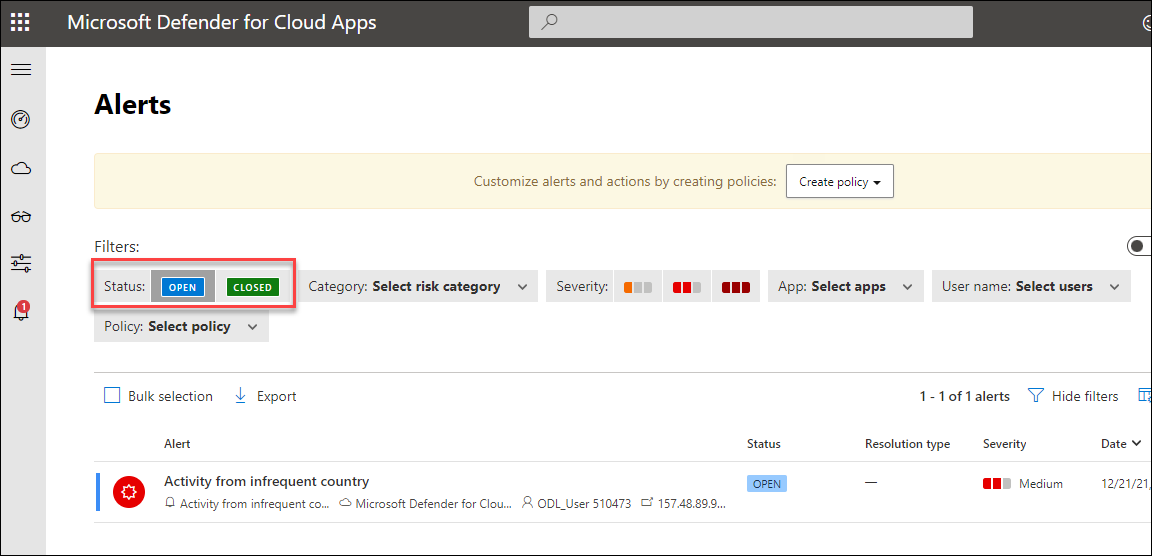 Microsoft Defender for Cloud Apps
Alerts
Customize alerts and actions by creating policies: Create policy
Filters:
Status: OPEN CLOSED Category: Select risk category Severity: App: Select apps User name: Select users
Policy: Select policy
1
Bulk selection Export 1 - 1 of 1 alerts Hide filters
Alert Status Resolution type Severity Date
Activity from infrequent country OPEN — Medium 12/21/21,
Activity from infrequent co... Microsoft Defender for Clou... ODL_User 510473 157.48.89.9...